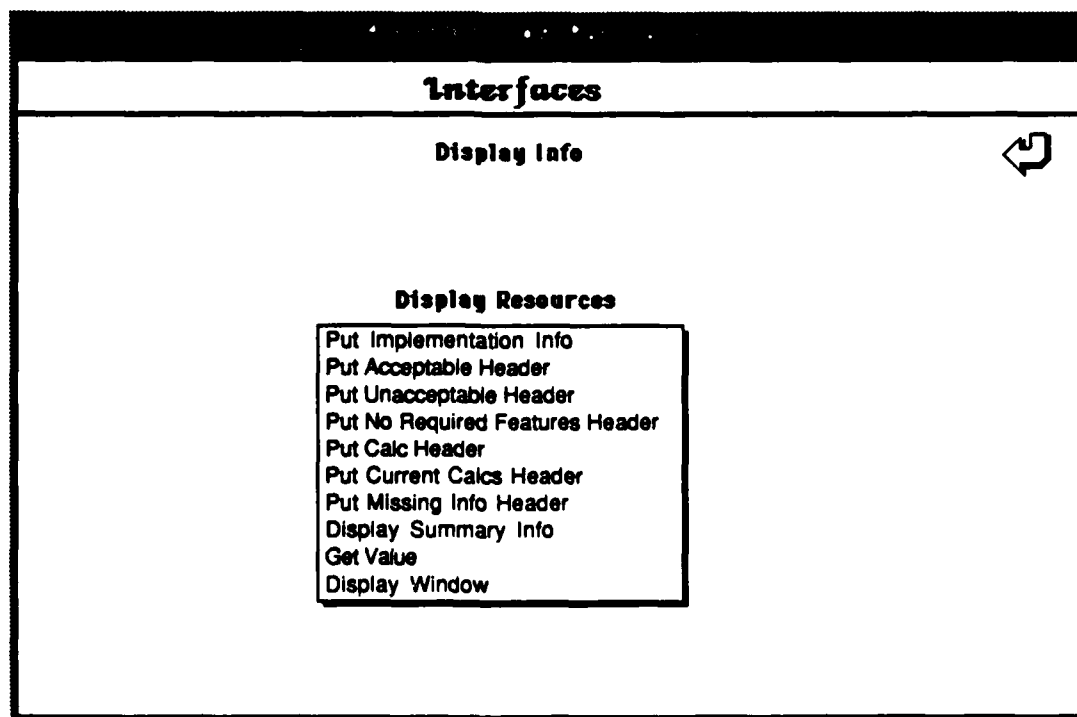 Interfaces
Display Info
Display Resources
Put Implementation Info
Put Acceptable Header
Put Unacceptable Header
Put No Required Features Header
Put Calc Header
Put Current Calcs Header
Put Missing Info Header
Display Summary Info
Get Value
Display Window